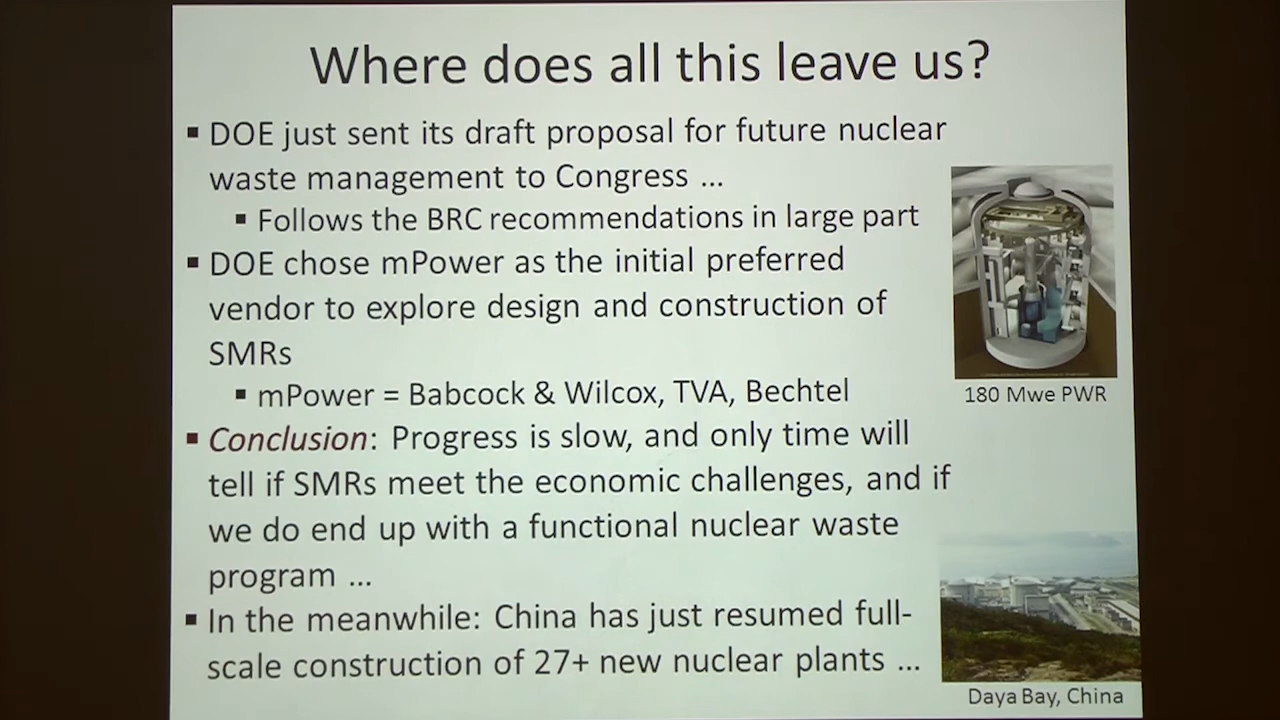 Where does all this leave us?
▪ DOE just sent its draft proposal for future nuclear
waste management to Congress ...
▪ Follows the BRC recommendations in large part
▪ DOE chose mPower as the initial preferred
vendor to explore design and construction of
SMRs
▪ mPower = Babcock & Wilcox, TVA, Bechtel
180 Mwe PWR
▪ Conclusion: Progress is slow, and only time will
tell if SMRs meet the economic challenges, and if
we do end up with a functional nuclear waste
program ...
▪ In the meanwhile: China has just resumed full-
scale construction of 27+ new nuclear plants ...
Daya Bay, China